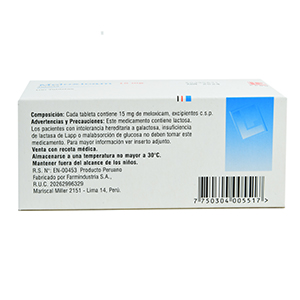 Composición: Cada tableta contiene 15 mg de meloxicam, excipientes c.s.p.
Advertencias y Precauciones: Este medicamento contiene lactosa.
Los pacientes con intolerancia hereditaria a galactosa, insuficiencia
de lactasa de Lapp o malabsorción de glucosa no deben tomar este
medicamento. Para mayor información ver inserto adjunto.
Venta con receta médica.
Almacenarse a una temperatura no mayor a 30°C.
Mantener fuera del alcance de los niños.
R.S. N°: EN-00453 Producto Peruano
Fabricado por Farmindustria S.A.,
R.U.C. 20262996329
Mariscal Miller 2151 - Lima 14, Perú.
7 750304 005517